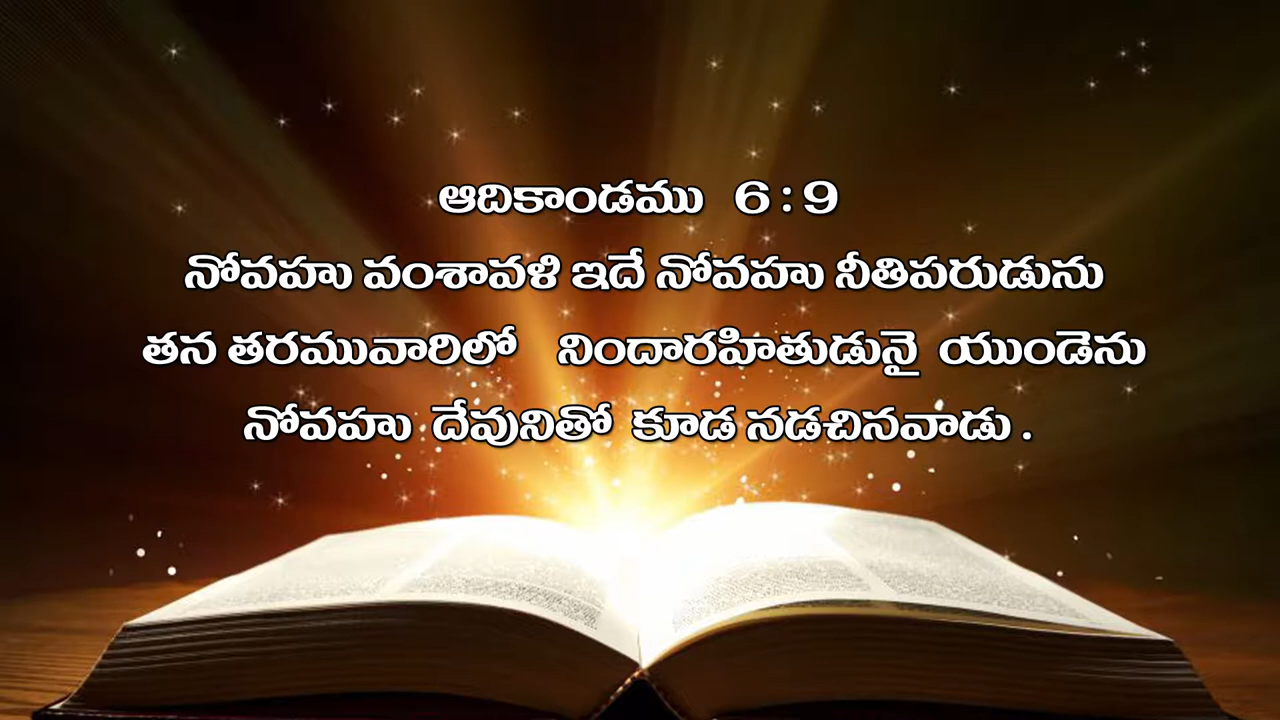 ఆదికాండము 6 : 9
నోవహు వంశావళి ఇదే నోవహు నీతిపరుడును
తన తరమువారిలో నిందారహితుడునై యుండెను
నోవహు దేవునితో కూడ నడచినవాడు .